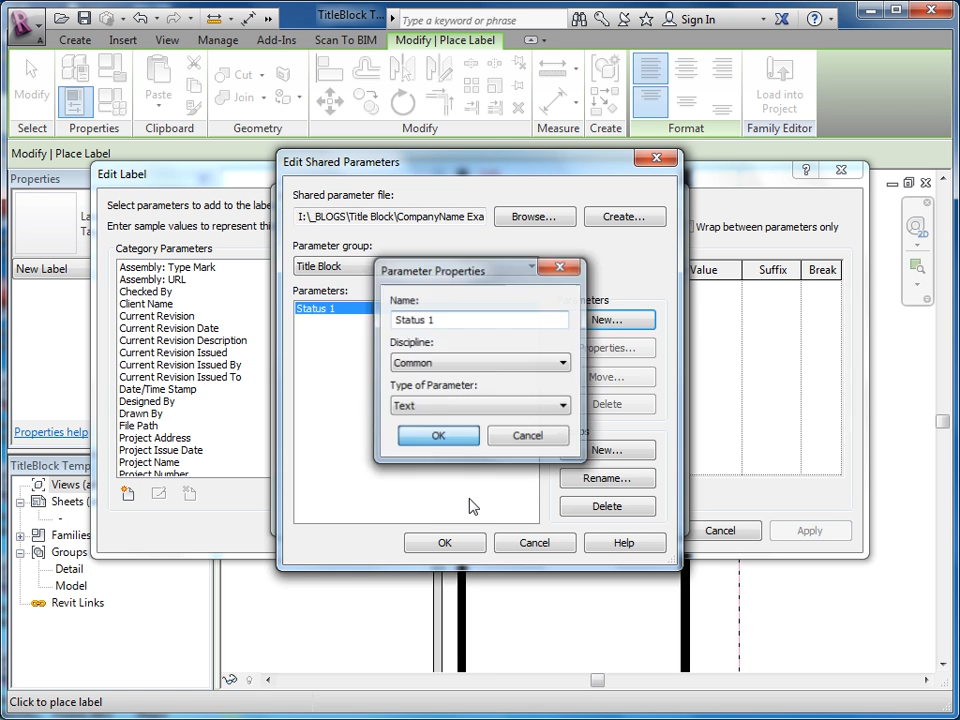 TitleBlock T...
Type a keyword or phrase
Sign In
Create
Insert
View
Manage
Add-Ins
Scan To BIM
Modify | Place Label
Modify
Paste
Cut
Join
Load into
Project
Select
Properties
Clipboard
Geometry
Modify
Measure
Create
Format
Family Editor
Modify | Place Label
Properties
New Label
Properties help
TitleBlock Temp
Views (a
Sheets (
-
Families
Groups
Detail
Model
Revit Links
Edit Label
Select parameters to add to the labe
Enter sample values to represent thi
Category Parameters
Assembly: Type Mark
Assembly: URL
Checked By
Client Name
Current Revision
Current Revision Date
Current Revision Description
Current Revision Issued
Current Revision Issued By
Current Revision Issued To
Date/Time Stamp
Designed By
Drawn By
File Path
Project Address
Project Issue Date
Project Name
Project Number
Wrap between parameters only
Value
Suffix
Break
Cancel
Apply
Edit Shared Parameters
Shared parameter file:
I:\_BLOGS\Title Block\CompanyName Exa
Browse...
Create...
Parameter group:
Title Block
Parameters:
Status 1
New...
Properties...
Move...
Delete
New...
Rename...
Delete
OK
Cancel
Help
Parameter Properties
Name:
Status 1
Discipline:
Common
Type of Parameter:
Text
OK
Cancel
Click to place label